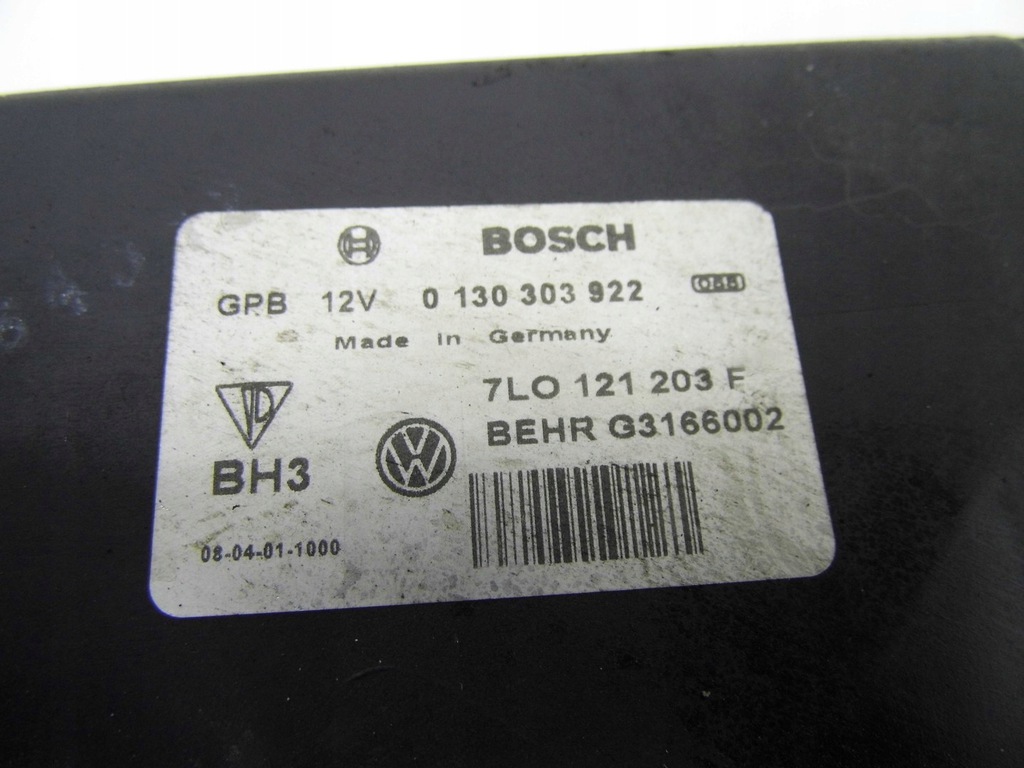 BOSCH
GPB 12V 0 130 303 922 055
Made in Germany
7LO 121 203 F
BEHR G3166002
BH3
08-04-01-1000